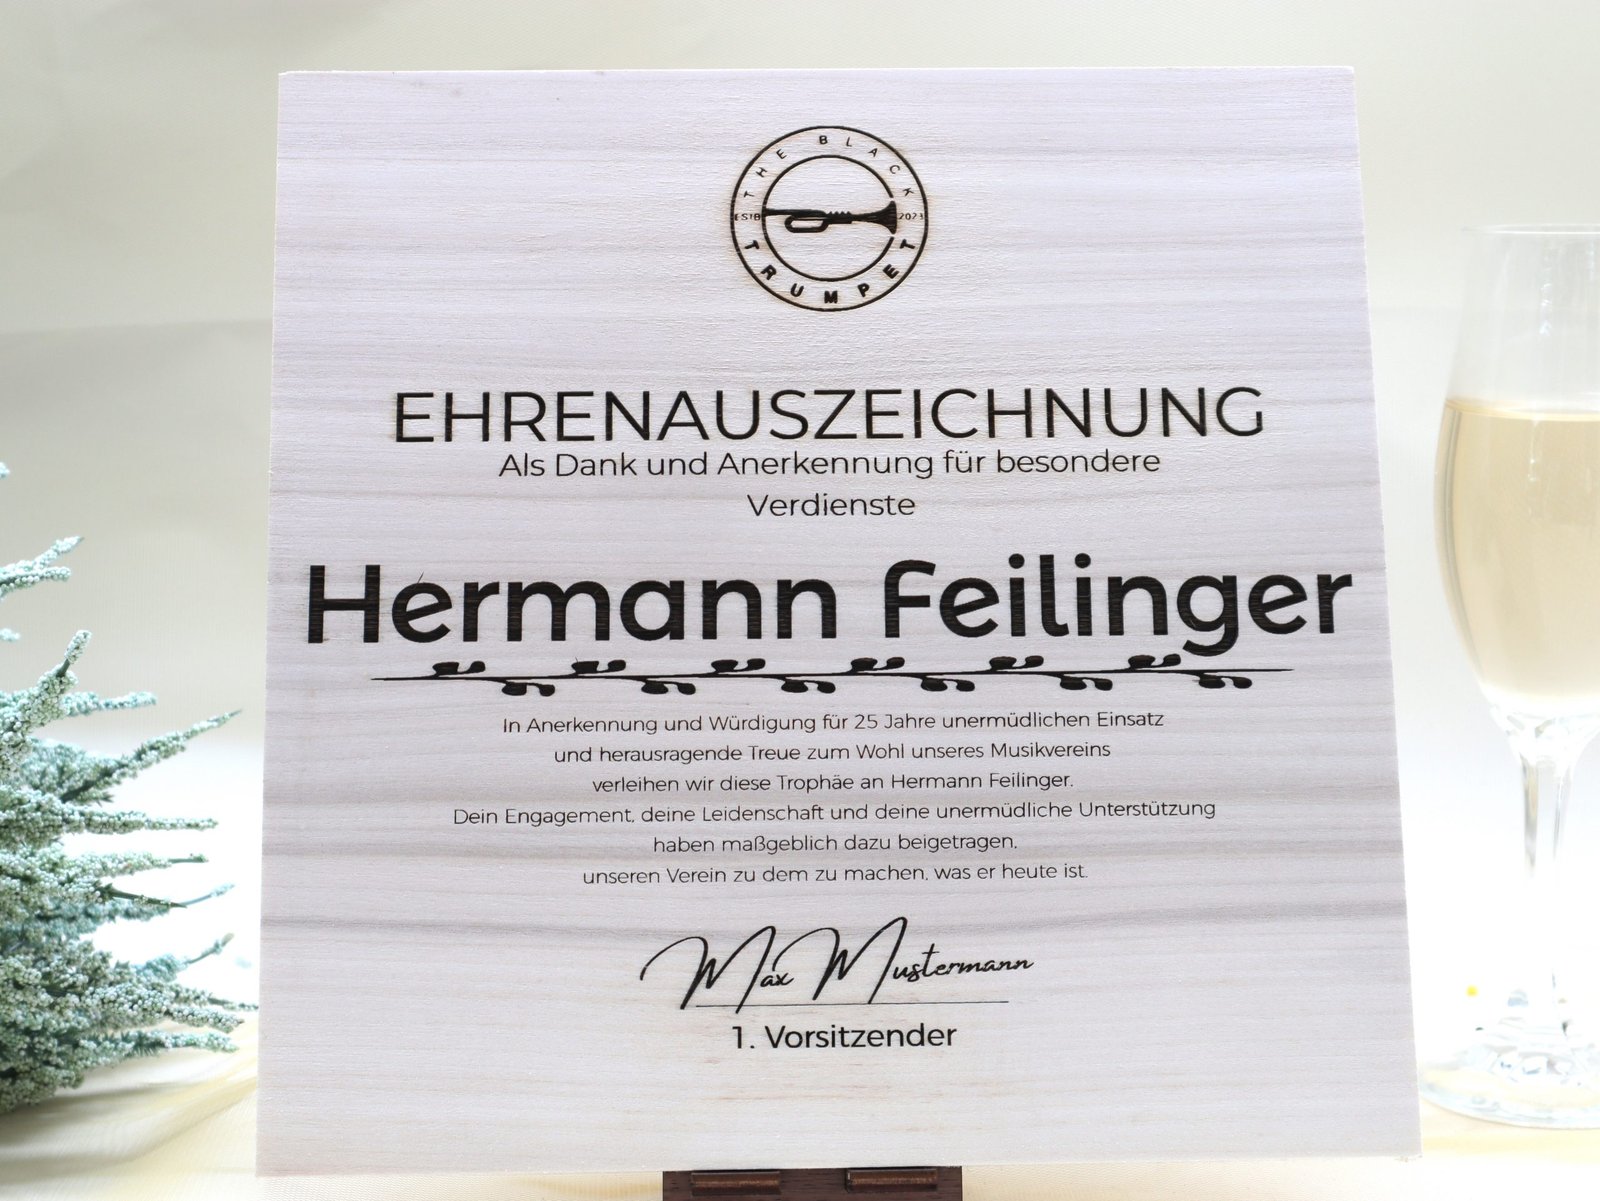 THE BLACK
ESTB 2023
TRUMPET
EHRENAUSZEICHNUNG
Als Dank und Anerkennung für besondere
Verdienste
Hermann Feilinger
In Anerkennung und Würdigung für 25 Jahre unermüdlichen Einsatz
und herausragende Treue zum Wohl unseres Musikvereins
verleihen wir diese Trophäe an Hermann Feilinger.
Dein Engagement, deine Leidenschaft und deine unermüdliche Unterstützung
haben maßgeblich dazu beigetragen,
unseren Verein zu dem zu machen, was er heute ist.
Max Mustermann
1. Vorsitzender